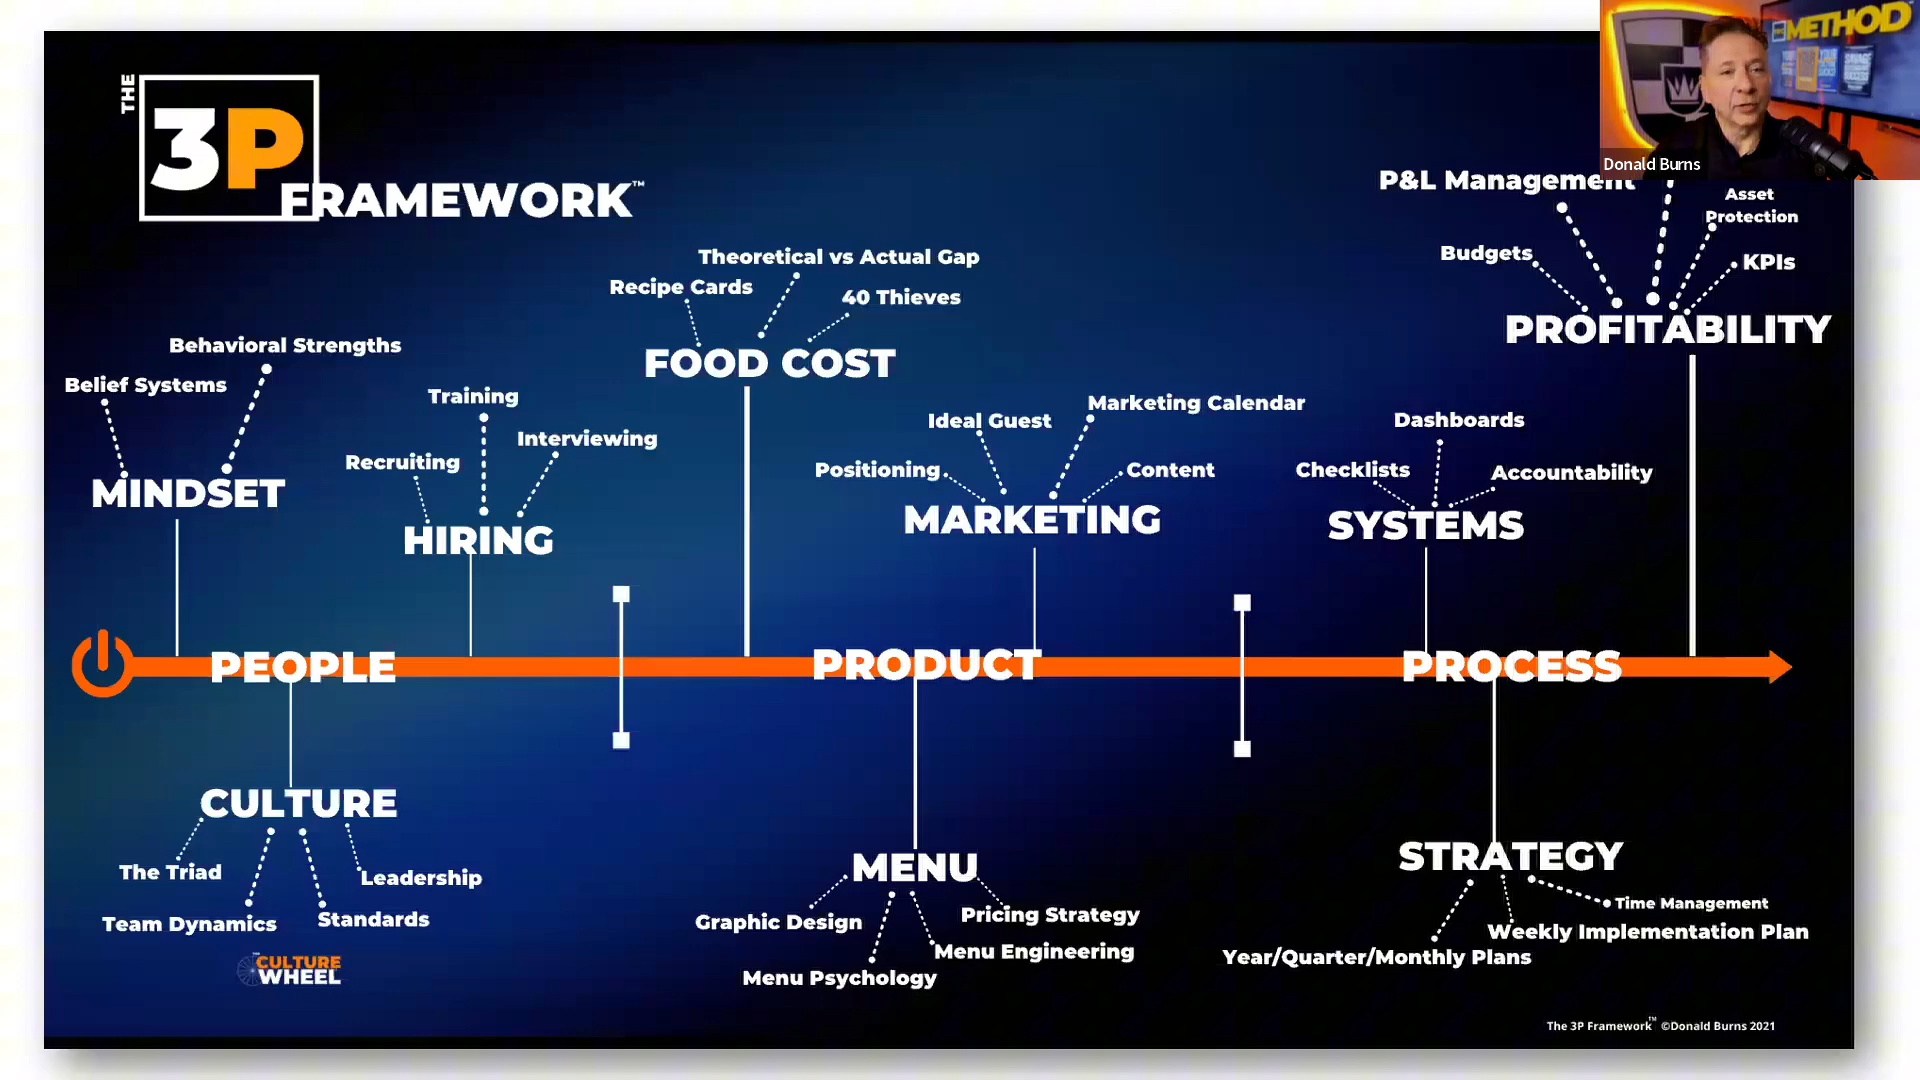 THE
3P
FRAMEWORK™
METHOD
Donald Burns
P&L Management
Asset
Protection
Budgets
KPIs
PROFITABILITY
Theoretical vs Actual Gap
Recipe Cards
40 Thieves
FOOD COST
Behavioral Strengths
Belief Systems
MINDSET
Training
Interviewing
Recruiting
HIRING
Ideal Guest
Marketing Calendar
Positioning
Content
MARKETING
Dashboards
Checklists
Accountability
SYSTEMS
PEOPLE
PRODUCT
PROCESS
CULTURE
The Triad
Leadership
Team Dynamics
Standards
THE CULTURE
WHEEL
MENU
Graphic Design
Pricing Strategy
Menu Engineering
Menu Psychology
STRATEGY
Time Management
Weekly Implementation Plan
Year/Quarter/Monthly Plans
The 3P Framework™ ©Donald Burns 2021